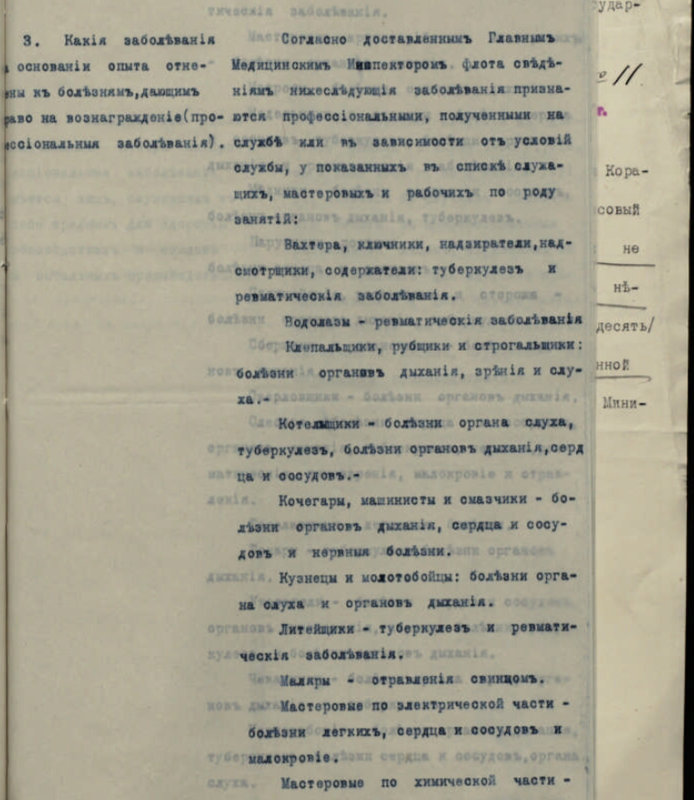 3. Какія заболѣванія
основаніи опыта отне-
ны къ болѣзнямъ,дающимъ
раво на вознагражденіе(про-
ессіональныя заболѣванія).
Согласно доставленнымъ Главнымъ
Медицинскимъ Инспекторомъ флота свѣдѣ-
ніямъ нижеслѣдующія заболѣванія призна-
ются профессіональными, полученными на
службѣ или въ зависимости отъ условій
службы, у показанныхъ въ спискѣ служа-
щихъ, мастеровыхъ и рабочихъ по роду
занятій:
Вахтера, ключники, надзиратели,над-
смотрщики, содержатели: туберкулезъ и
ревматическія заболѣванія.
Водолазы - ревматическія заболѣванія
Клепальщики, рубщики и строгальщики:
болѣзни органовъ дыханія, зрѣнія и слу-
ха.-
Котельщики - болѣзни органа слуха,
туберкулезъ, болѣзни органовъ дыханія,серд
ца и сосудовъ.-
Кочегары, машинисты и смазчики - бо-
лѣзни органовъ дыханія, сердца и сосу-
довъ и нервныя болѣзни.
Кузнецы и молотобойцы: болѣзни орга-
на слуха и органовъ дыханія.
Литейщики - туберкулезъ и ревмати-
ческія заболѣванія.
Маляры - отравленія свинцомъ.
Мастеровые по электрической части -
болѣзни легкихъ, сердца и сосудовъ и
малокровіе.
Мастеровые по химической части -
удар-
№ 11.
г.
Кора-
совый
не
нѣ-
десять/
нной
Мини-